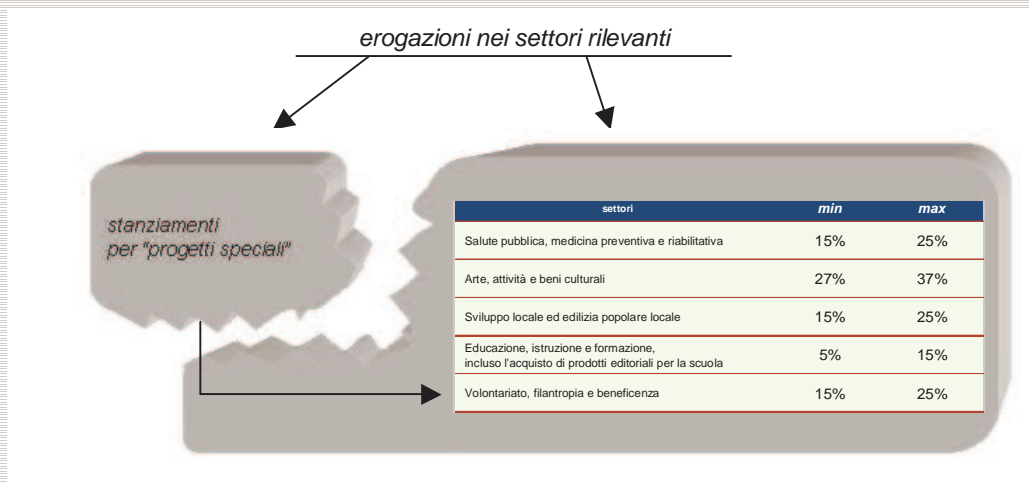 erogazioni nei settori rilevanti
stanziamenti
per "progetti speciali"
settori min max
Salute pubblica, medicina preventiva e riabilitativa 15% 25%
Arte, attività e beni culturali 27% 37%
Sviluppo locale ed edilizia popolare locale 15% 25%
Educazione, istruzione e formazione,
incluso l'acquisto di prodotti editoriali per la scuola 5% 15%
Volontariato, filantropia e beneficenza 15% 25%